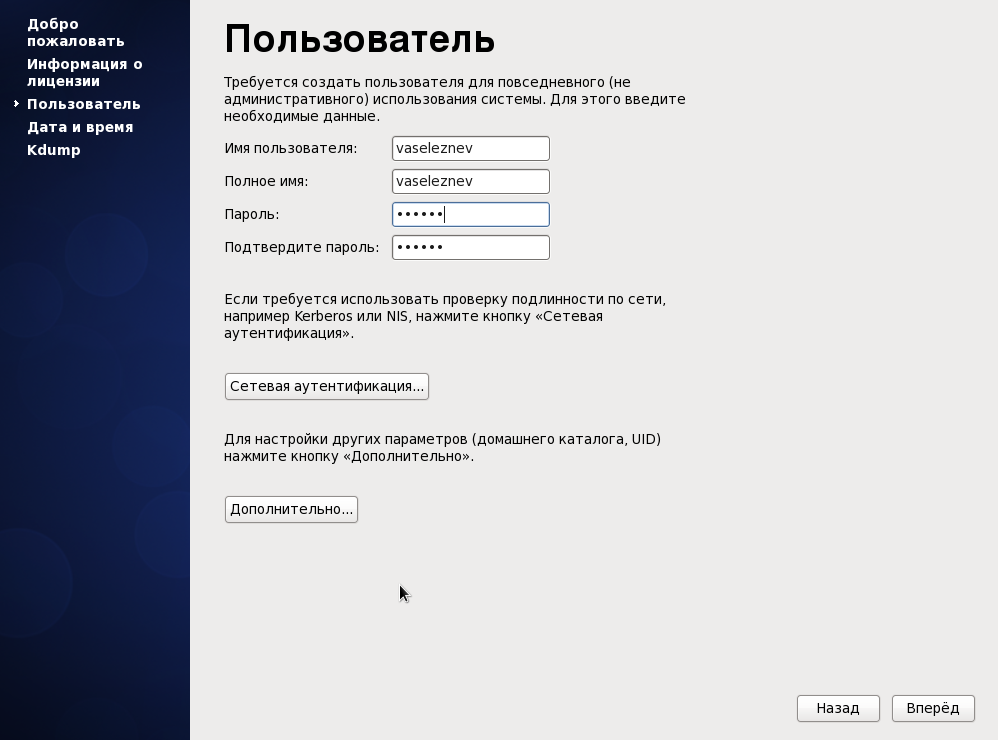 Добро
пожаловать
Информация о
лицензии
Пользователь
Дата и время
Kdump
Пользователь
Требуется создать пользователя для повседневного (не
административного) использования системы. Для этого введите
необходимые данные.
Имя пользователя: vaseleznev
Полное имя: vaseleznev
Пароль: ••••••
Подтвердите пароль: ••••••
Если требуется использовать проверку подлинности по сети,
например Kerberos или NIS, нажмите кнопку «Сетевая
аутентификация».
Сетевая аутентификация...
Для настройки других параметров (домашнего каталога, UID)
нажмите кнопку «Дополнительно».
Дополнительно...
Назад Вперёд